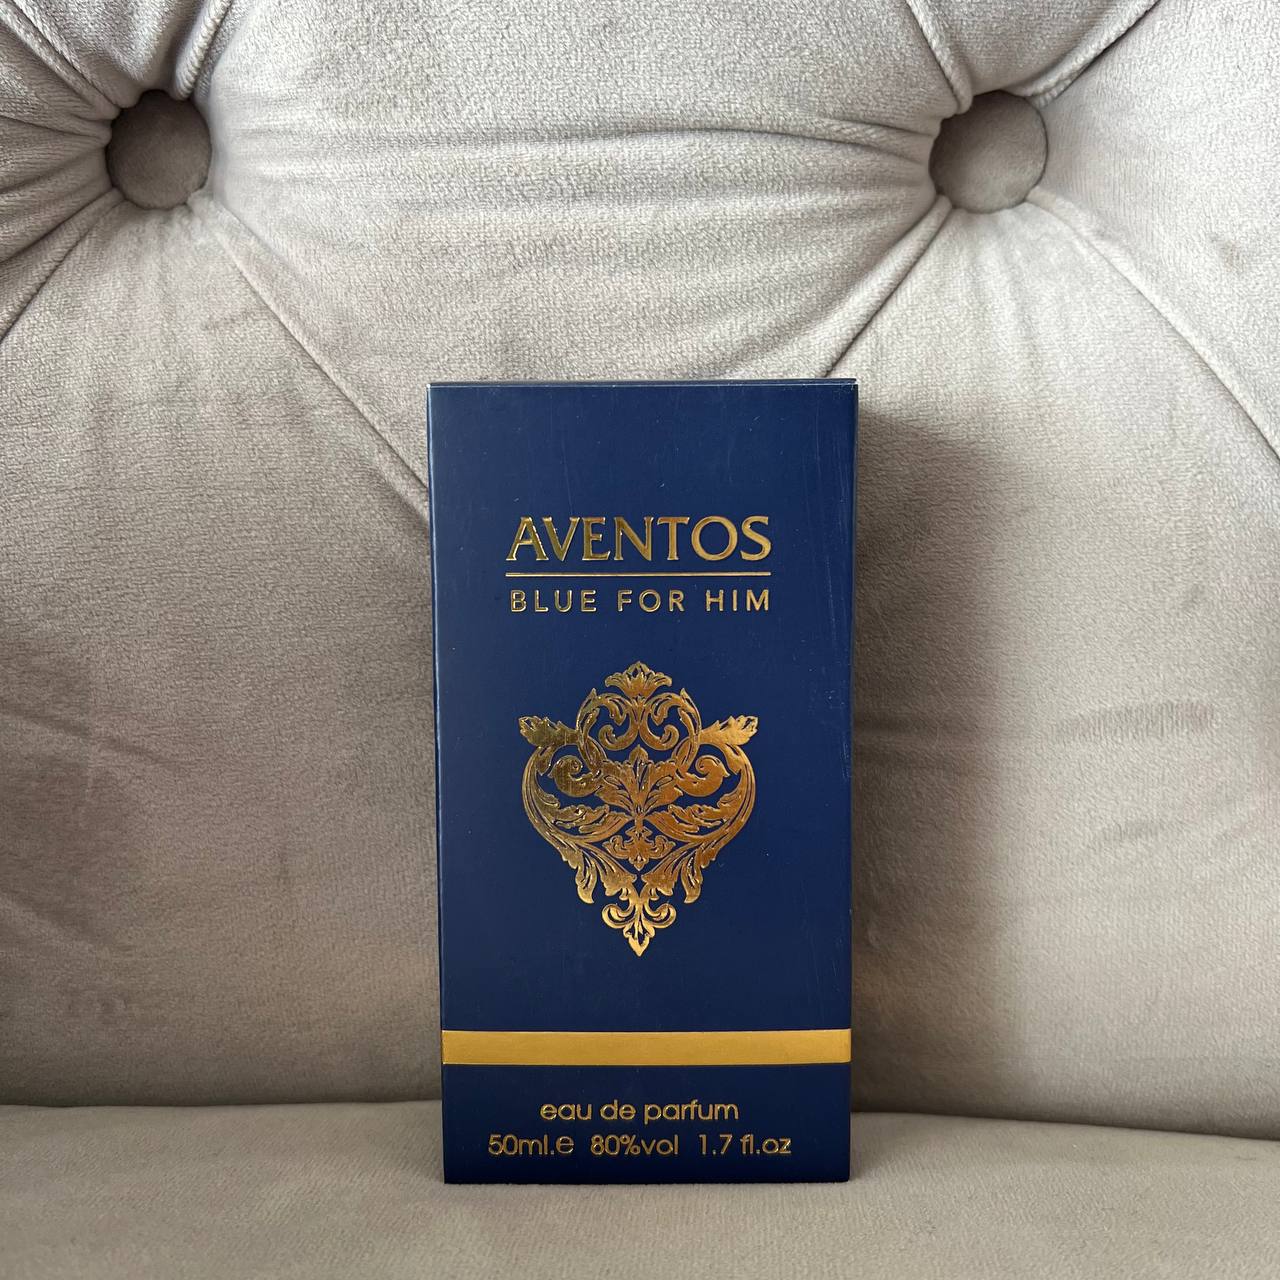 AVENTOS
BLUE FOR HIM
eau de parfum
50ml.e 80%vol 1.7 fl.oz